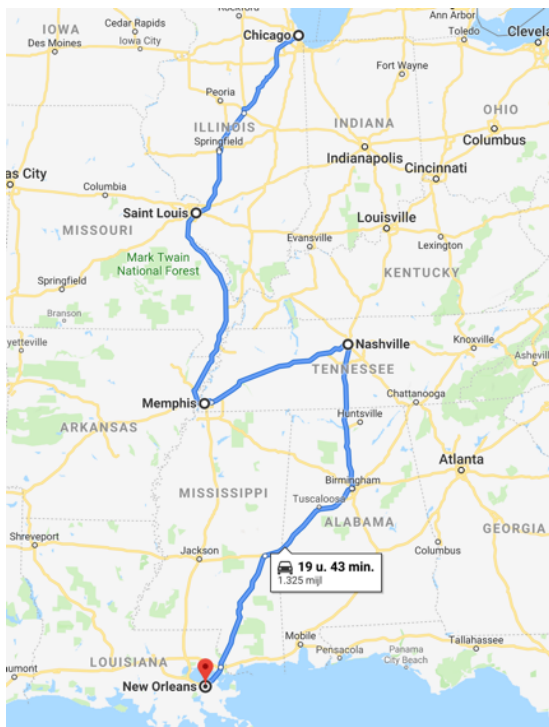 Rockford
Ann Arbor
Cedar Rapids
IOWA
Chicago
Toledo
Iowa City
Clevela
Des Moines
Fort Wayne
Peoria
OHIO
ILLINOIS
INDIANA
Columbus
Springfield
Indianapolis
as City
Cincinnati
Columbia
Saint Louis
Louisville
MISSOURI
Evansville
Lexington
Mark Twain
National Forest
KENTUCKY
Springfield
Branson
yetteville
Nashville
Knoxville
Asheville
TENNESSEE
Chattanooga
Memphis
Huntsville
ARKANSAS
Atlanta
Birmingham
MISSISSIPPI
Tuscaloosa
ALABAMA
GEORGIA
Columbus
Shreveport
Jackson
19 u. 43 min.
1.325 mijl
Mobile
Tallahassee
Pensacola
Panama
City Beach
LOUISIANA
aumont
New Orleans